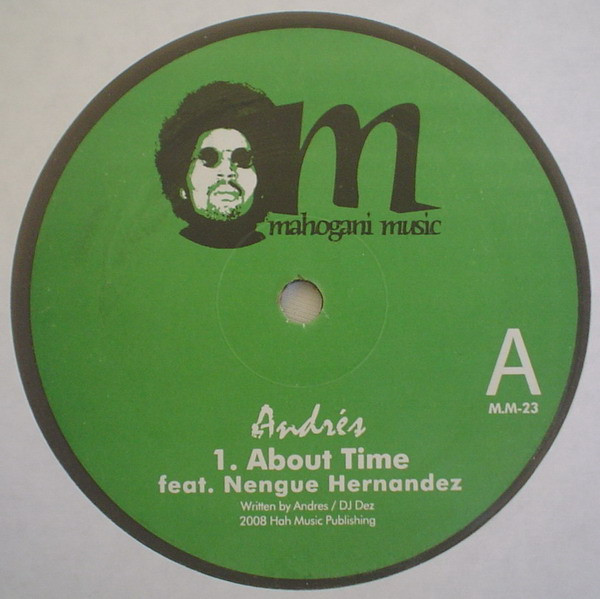 m
mahogani music
A
M.M-23
Andrés
1. About Time
feat. Nengue Hernandez
Written by Andres / DJ Dez
2008 Hah Music Publishing